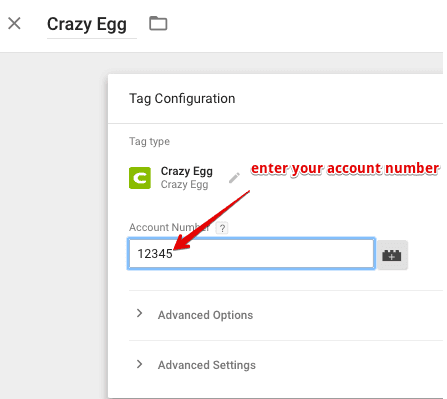 Crazy Egg
Tag Configuration
Tag type
Crazy Egg
Crazy Egg
enter your account number
Account Number ?
12345
Advanced Options
Advanced Settings